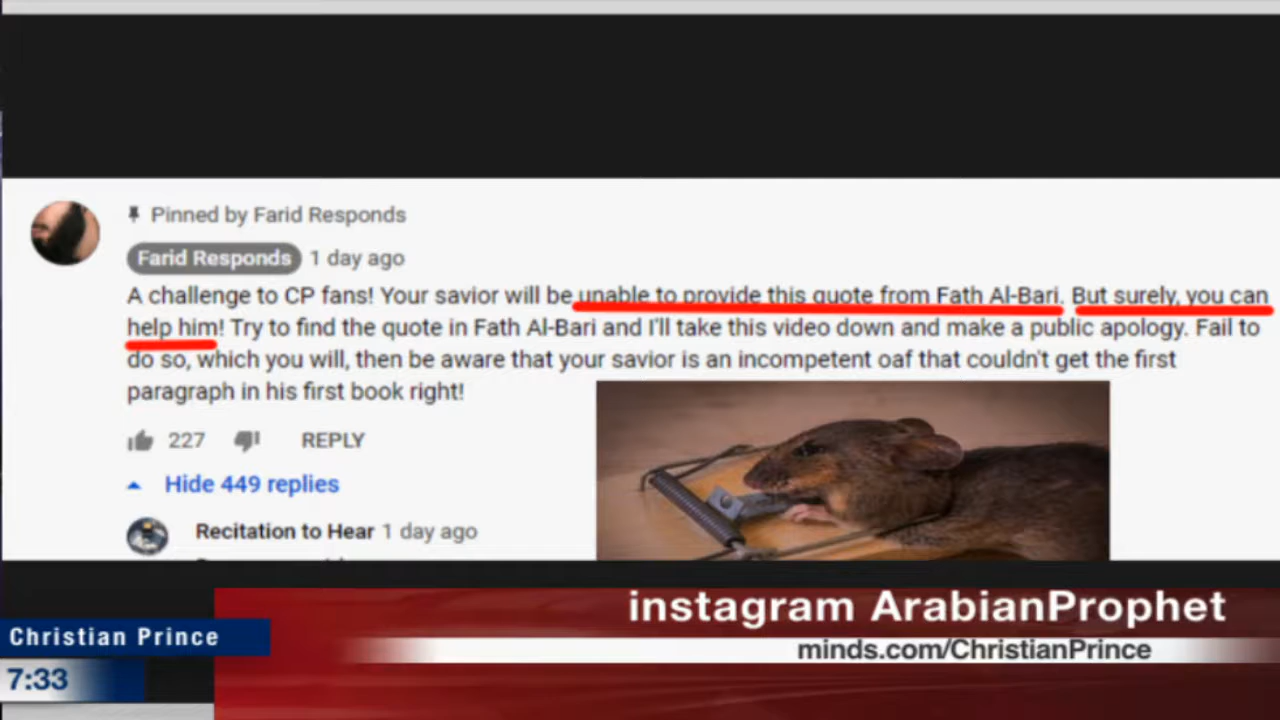 Pinned by Farid Responds
Farid Responds 1 day ago
A challenge to CP fans! Your savior will be unable to provide this quote from Fath Al-Bari. But surely, you can
help him! Try to find the quote in Fath Al-Bari and I'll take this video down and make a public apology. Fail to
do so, which you will, then be aware that your savior is an incompetent oaf that couldn't get the first
paragraph in his first book right!
227 REPLY
Hide 449 replies
Recitation to Hear 1 day ago
instagram ArabianProphet
Christian Prince
minds.com/ChristianPrince
7:33